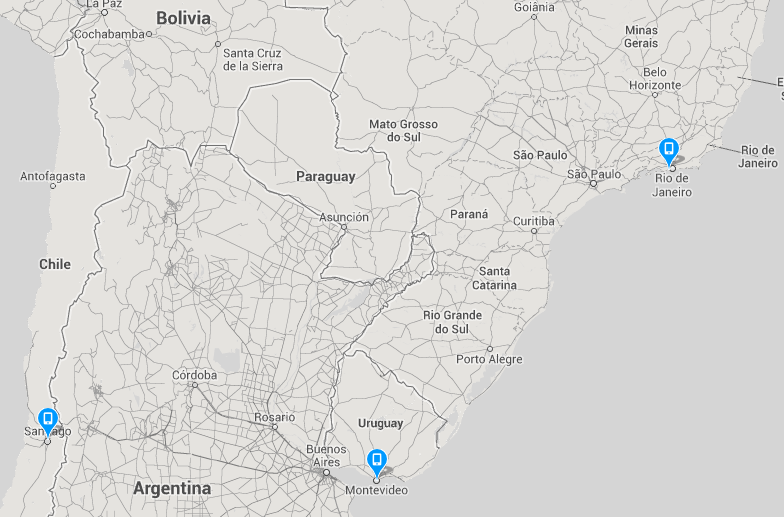 La Paz
Bolivia
Goiânia
Cochabamba
Minas
Gerais
Santa Cruz
de la Sierra
Belo
Horizonte
Mato Grosso
do Sul
São Paulo
Rio de
Janeiro
Antofagasta
Paraguay
São Paulo
Rio de
Janeiro
Asunción
Paraná
Curitiba
Chile
Santa
Catarina
Rio Grande
do Sul
Porto Alegre
Córdoba
Rosario
Uruguay
Santiago
Buenos
Aires
Argentina
Montevideo